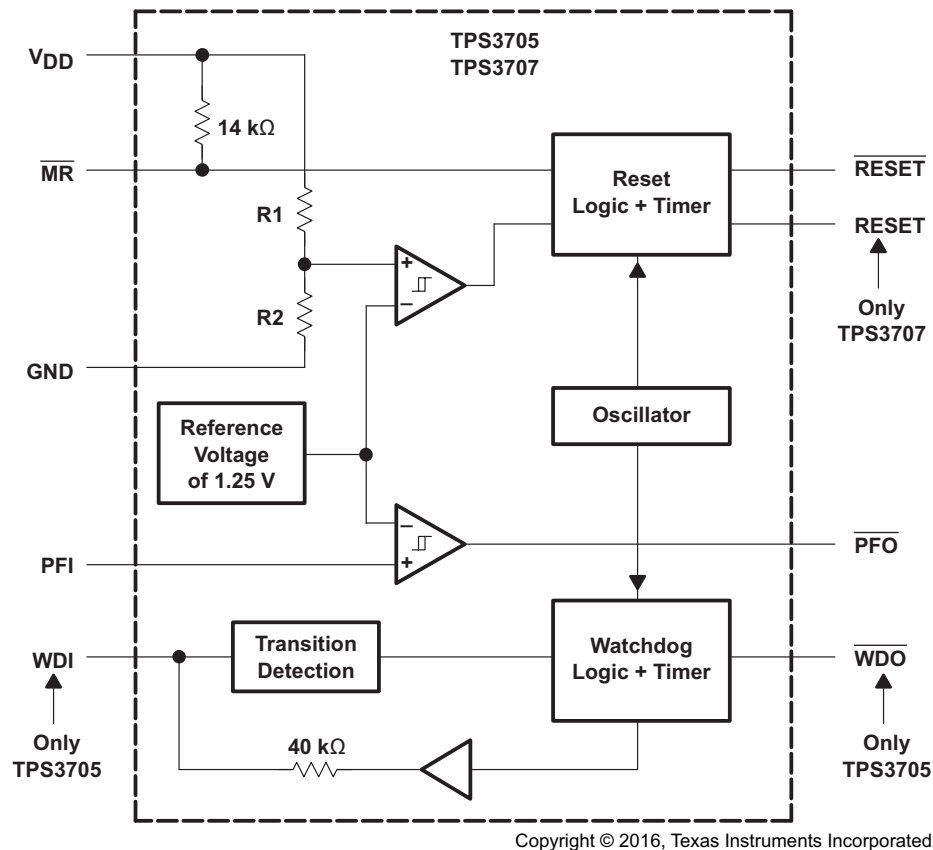 TPS3705
TPS3707
VDD
14 kΩ
MR
Reset
Logic + Timer
RESET
R1
RESET
R2
Only
TPS3707
GND
Reference
Voltage
of 1.25 V
Oscillator
PFI
PFO
WDI
Transition
Detection
Watchdog
Logic + Timer
WDO
Only
TPS3705
40 kΩ
Only
TPS3705
Copyright © 2016, Texas Instruments Incorporated